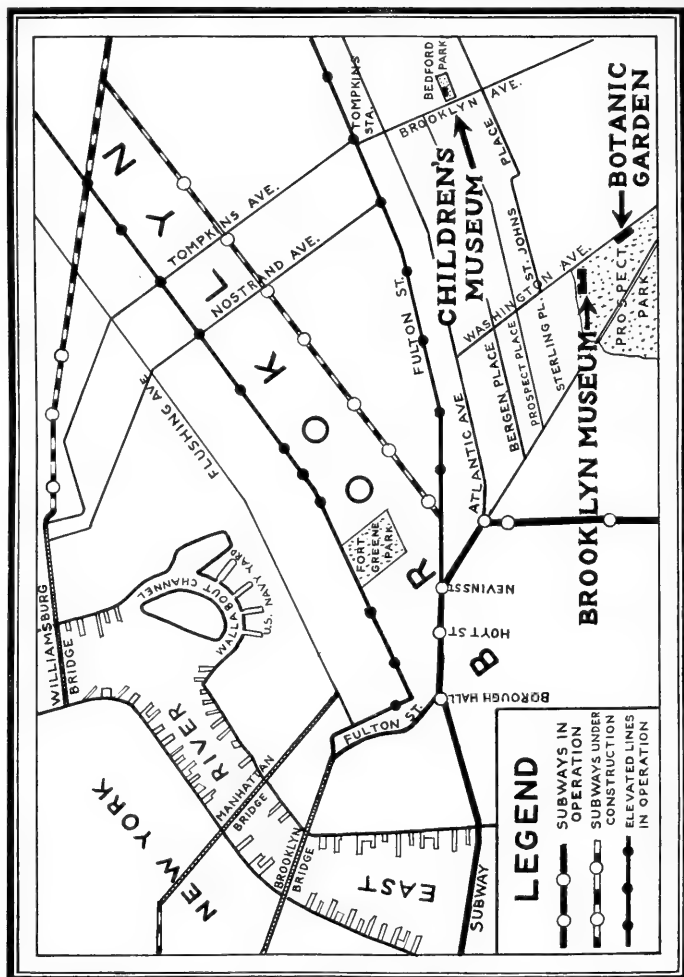 NEW YORK
WILLIAMSBURG
BRIDGE
MANHATTAN
BRIDGE
BROOKLYN
BRIDGE
EAST
RIVER
WALLABOUT CHANNEL
U.S. NAVY YARD
FLUSHING AVE.
TOMPKINS AVE.
NOSTRAND AVE.
BROOKLYN
FORT
GREENE
PARK
FULTON ST.
FULTON ST.
TOMPKINS
STA.
BEDFORD
PARK
BROOKLYN AVE.
CHILDREN'S
MUSEUM
ATLANTIC AVE
BERGEN PLACE
PROSPECT PLACE
STERLING PL.
ST. JOHNS PLACE
WASHINGTON AVE.
BROOKLYN MUSEUM
BOTANIC
GARDEN
PROSPECT
PARK
NEVINS ST
HOYT ST
BOROUGH HALL
SUBWAY
LEGEND
SUBWAYS IN
OPERATION
SUBWAYS UNDER
CONSTRUCTION
ELEVATED LINES
IN OPERATION